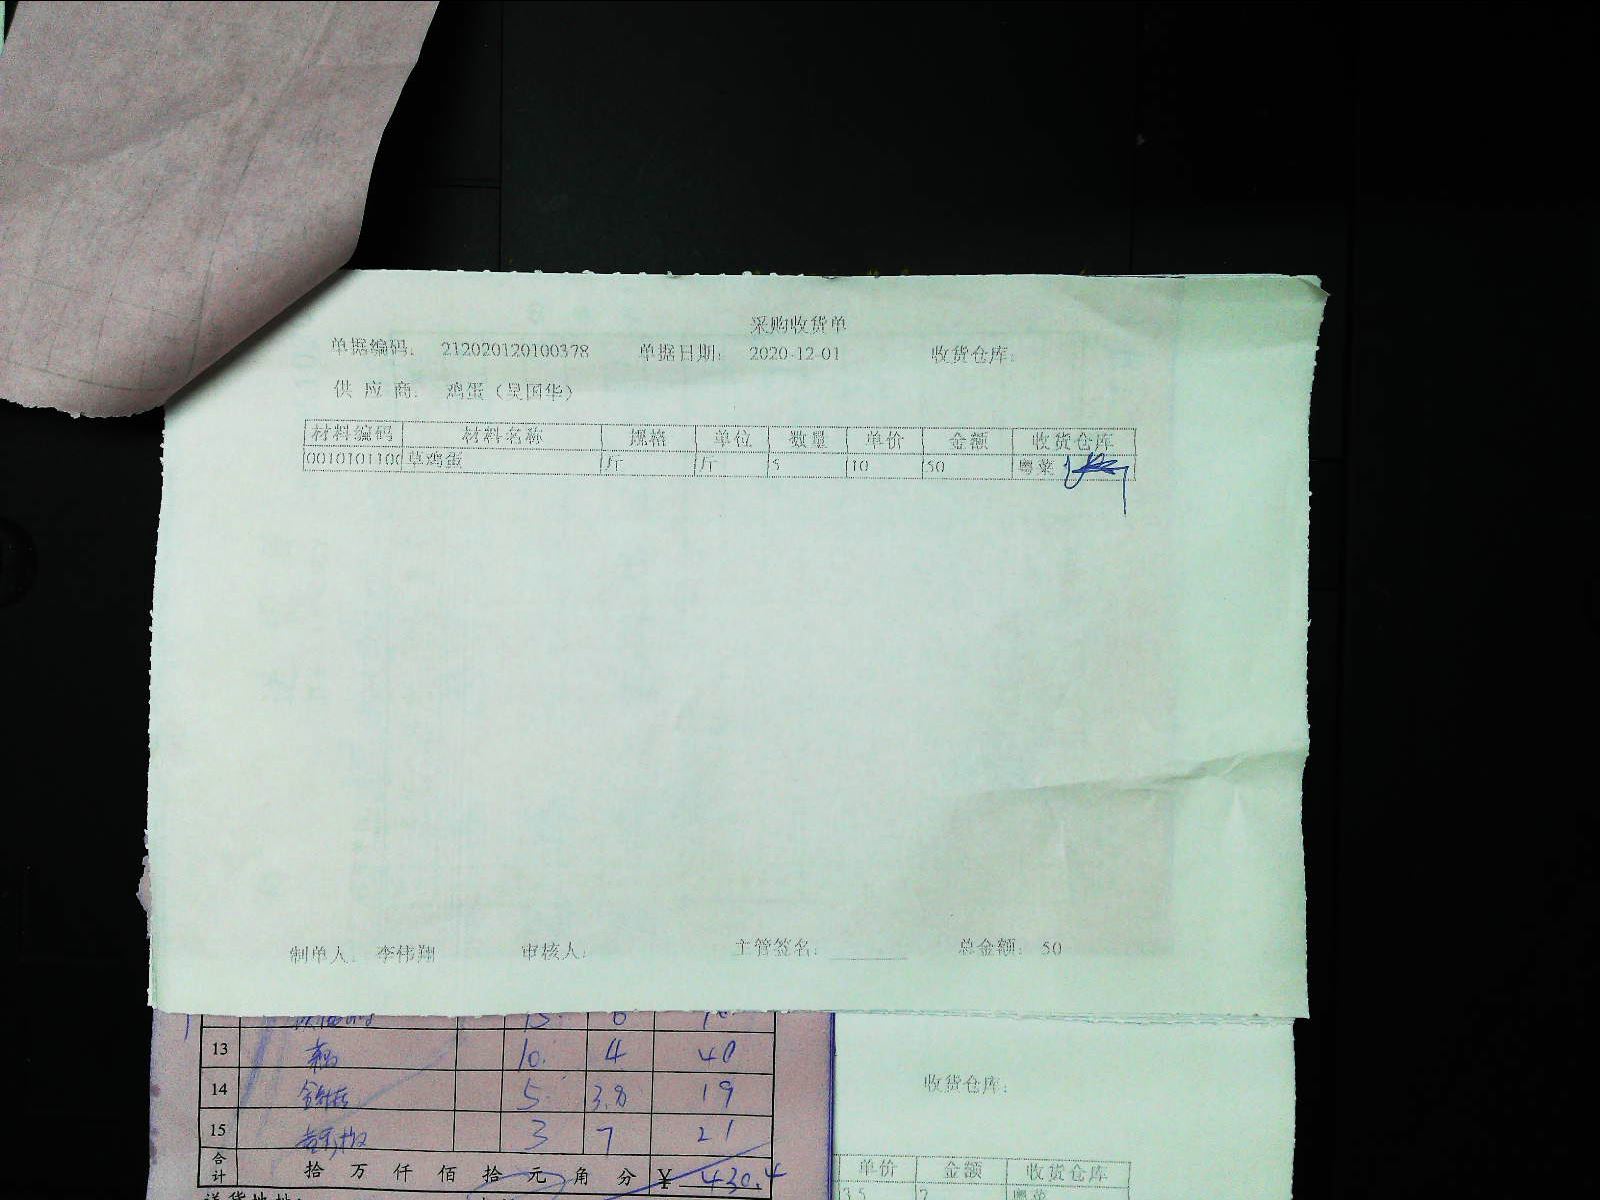 采购收货单
单据编码： 212020120100378 单据日期： 2020-12-01 收货仓库：
供 应 商： 鸡蛋（吴国华）
材料编码 材料名称 规格 单位 数量 单价 金额 收货仓库
0010101100 草鸡蛋 斤 斤 5 10 50 粤菜
制单人： 李伟翔 审核人： 主管签名： 总金额： 50
13 10 4 40
14 5 3.8 19
15 3 7 21
合计 拾 万 仟 佰 拾 元 角 分 ¥ 430.4
收货仓库：
单价 金额 收货仓库
3.5 7 粤菜